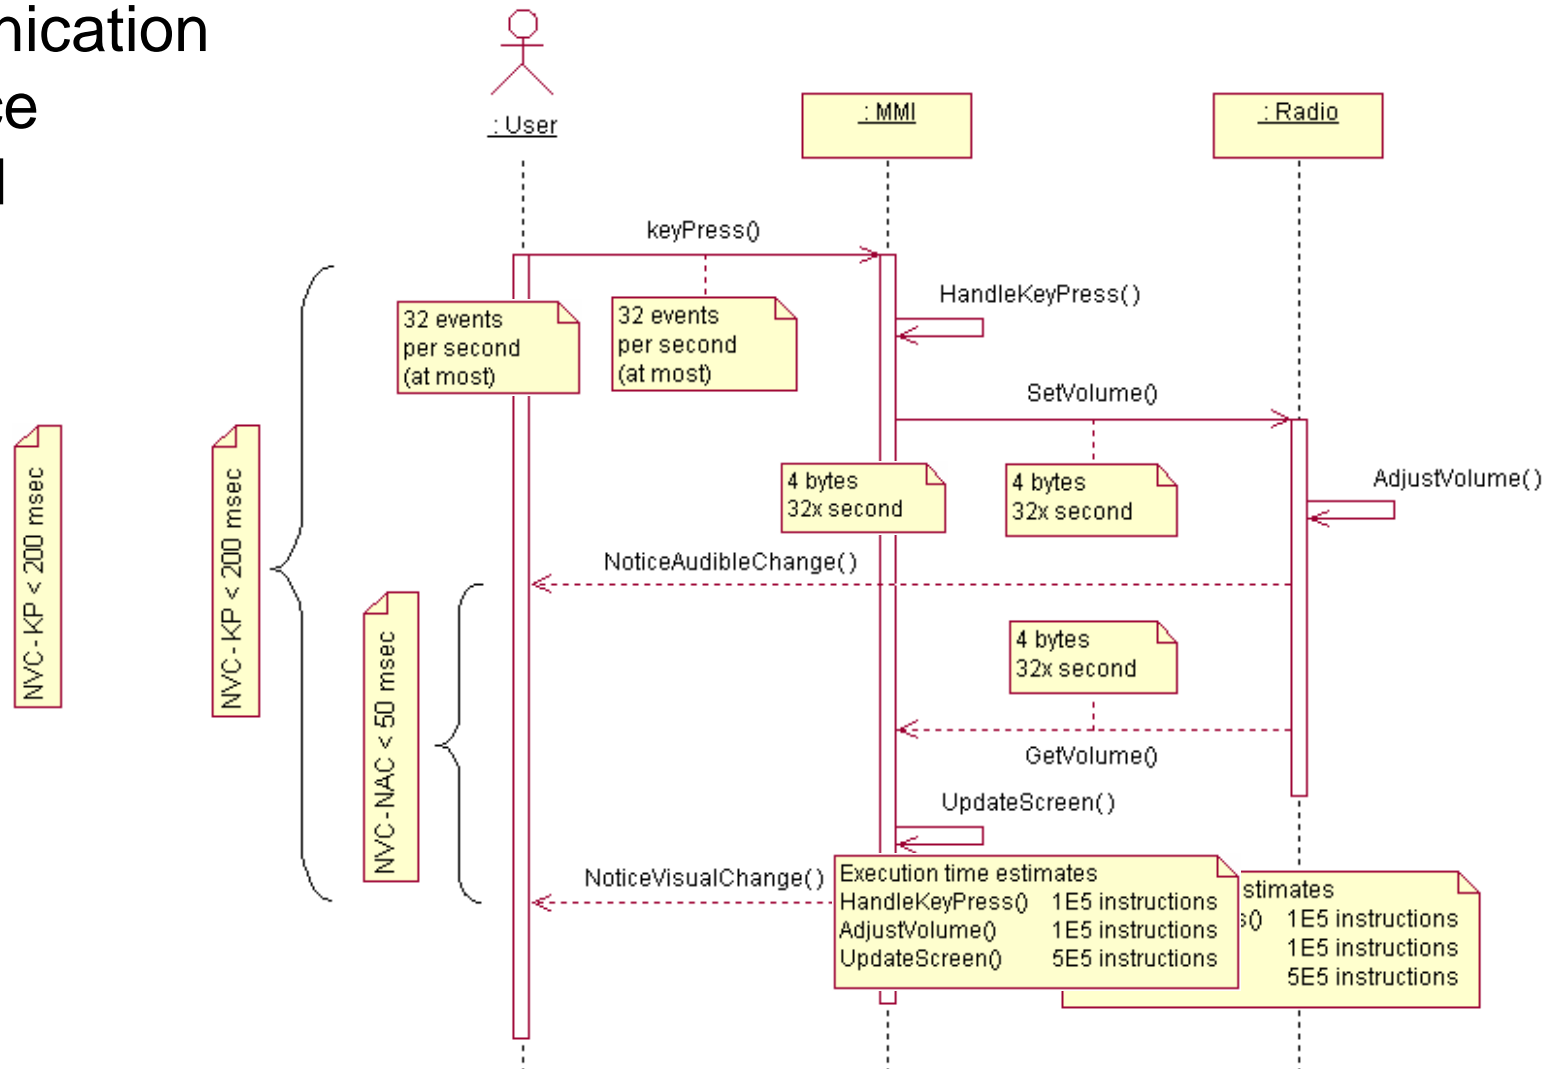 nication
ce
: User
: MMI
: Radio
keyPress()
HandleKeyPress()
32 events
per second
(at most)
32 events
per second
(at most)
SetVolume()
4 bytes
32x second
4 bytes
32x second
AdjustVolume()
NVC-KP < 200 msec
NVC-KP < 200 msec
NoticeAudibleChange()
NVC-NAC < 50 msec
4 bytes
32x second
GetVolume()
UpdateScreen()
NoticeVisualChange()
Execution time estimates
HandleKeyPress() 1E5 instructions
AdjustVolume() 1E5 instructions
UpdateScreen() 5E5 instructions
stimates
s() 1E5 instructions
1E5 instructions
5E5 instructions